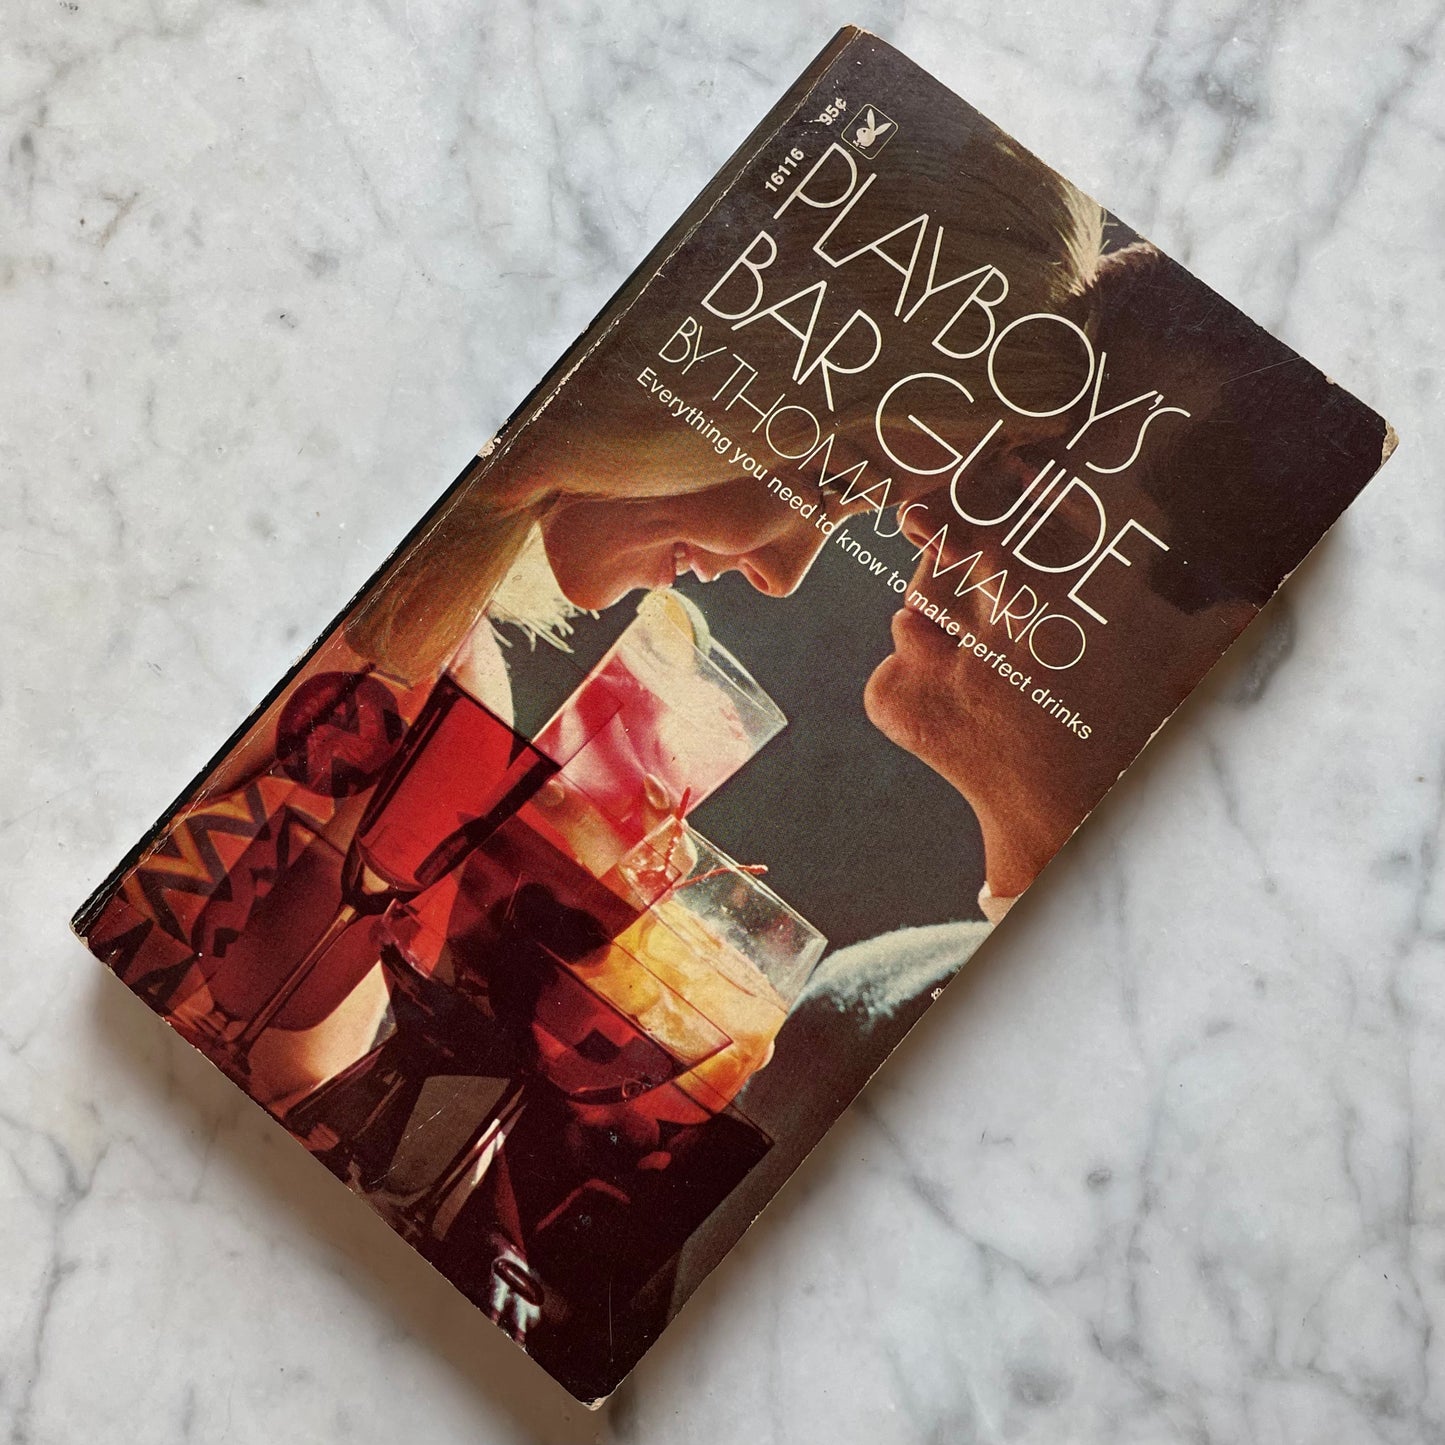 16116 95¢
PLAYBOY'S
BAR GUIDE
BY THOMAS MARIO
Everything you need to know to make perfect drinks